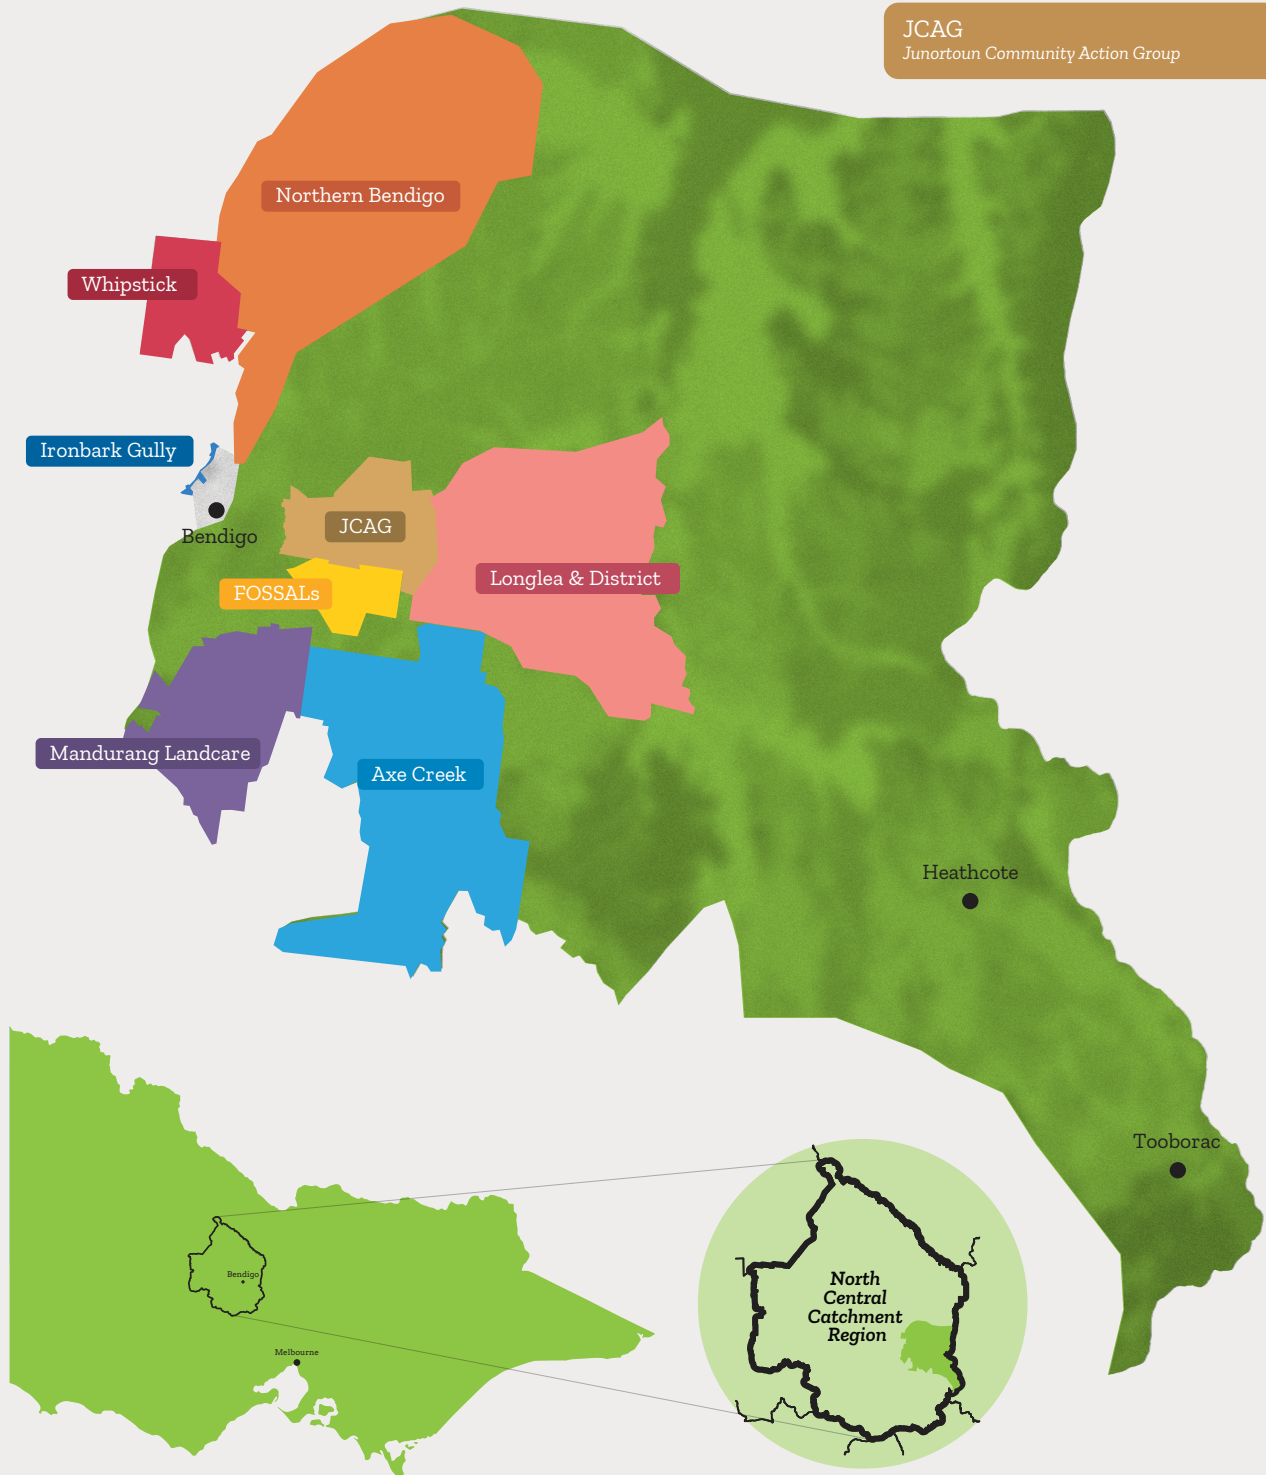 JCAG
Junortoun Community Action Group
Northern Bendigo
Whipstick
Ironbark Gully
Bendigo
JCAG
FOSSALs
Longlea & District
Mandurang Landcare
Axe Creek
Heathcote
Tooborac
Bendigo
Melbourne
North
Central
Catchment
Region